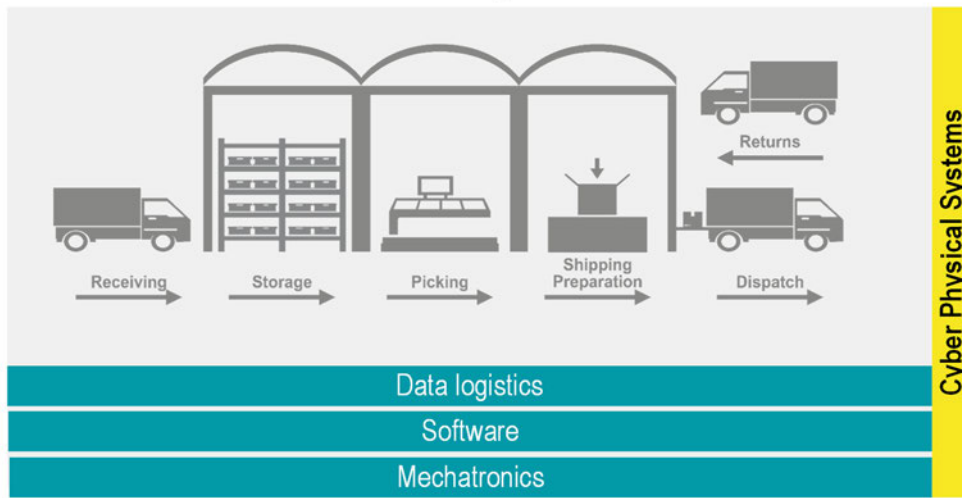 Returns
Receiving
Storage
Picking
Shipping
Preparation
Dispatch
Data logistics
Software
Mechatronics
Cyber Physical Systems